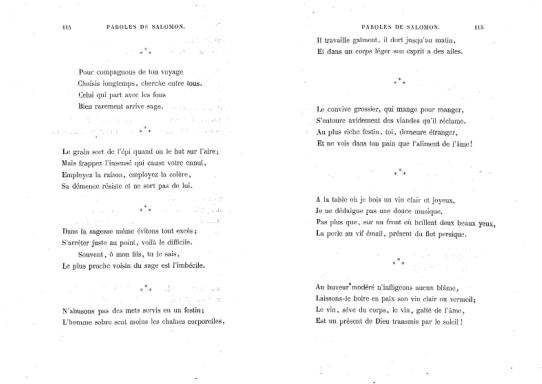 115 PAROLES DE SALOMON.
Pour compagnons de ton voyage
Choisis longtemps, cherche entre tous.
Celui qui part avec les fous
Bien rarement arrive sage.
Le grain sort de l'épi quand on le bat sur l'aire;
Mais frappez l'insensé qui cause votre ennui,
Employez la raison, employez la colère,
Sa démence résiste et ne sort pas de lui.
Dans la sagesse même évitons tout excès;
S'arrêter juste au point, voilà le difficile.
Souvent, ô mon fils, tu le sais,
Le plus proche voisin du sage est l'imbécile.
N'abusons pas des mets servis en un festin;
L'homme sobre sent moins les chaînes corporelles,
PAROLES DE SALOMON. 115
Il travaille gaîment, il dort jusqu'au matin,
Et dans un corps léger son esprit a des ailes.
Le convive grossier, qui mange pour manger,
S'entoure avidement des viandes qu'il réclame.
Au plus riche festin, toi, demeure étranger,
Et ne vois dans ton pain que l'aliment de l'âme!
A la table où je bois un vin clair et joyeux,
Je ne dédaigne pas une douce musique,
Pas plus que, sur un front où brillent deux beaux yeux,
La perle au vif émail, présent du flot persique.
Au buveur modéré n'infligeons aucun blâme,
Laissons-le boire en paix son vin clair ou vermeil;
Le vin, sève du corps, le vin, gaîté de l'âme,
Est un présent de Dieu transmis par le soleil!